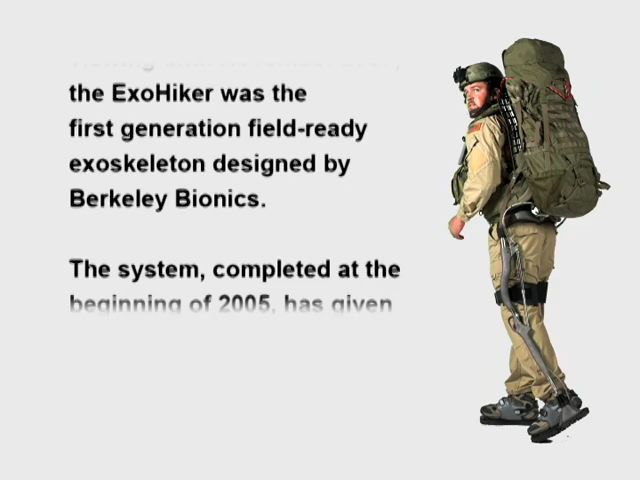 the ExoHiker was the
first generation field-ready
exoskeleton designed by
Berkeley Bionics.
The system, completed at the
beginning of 2005, has given